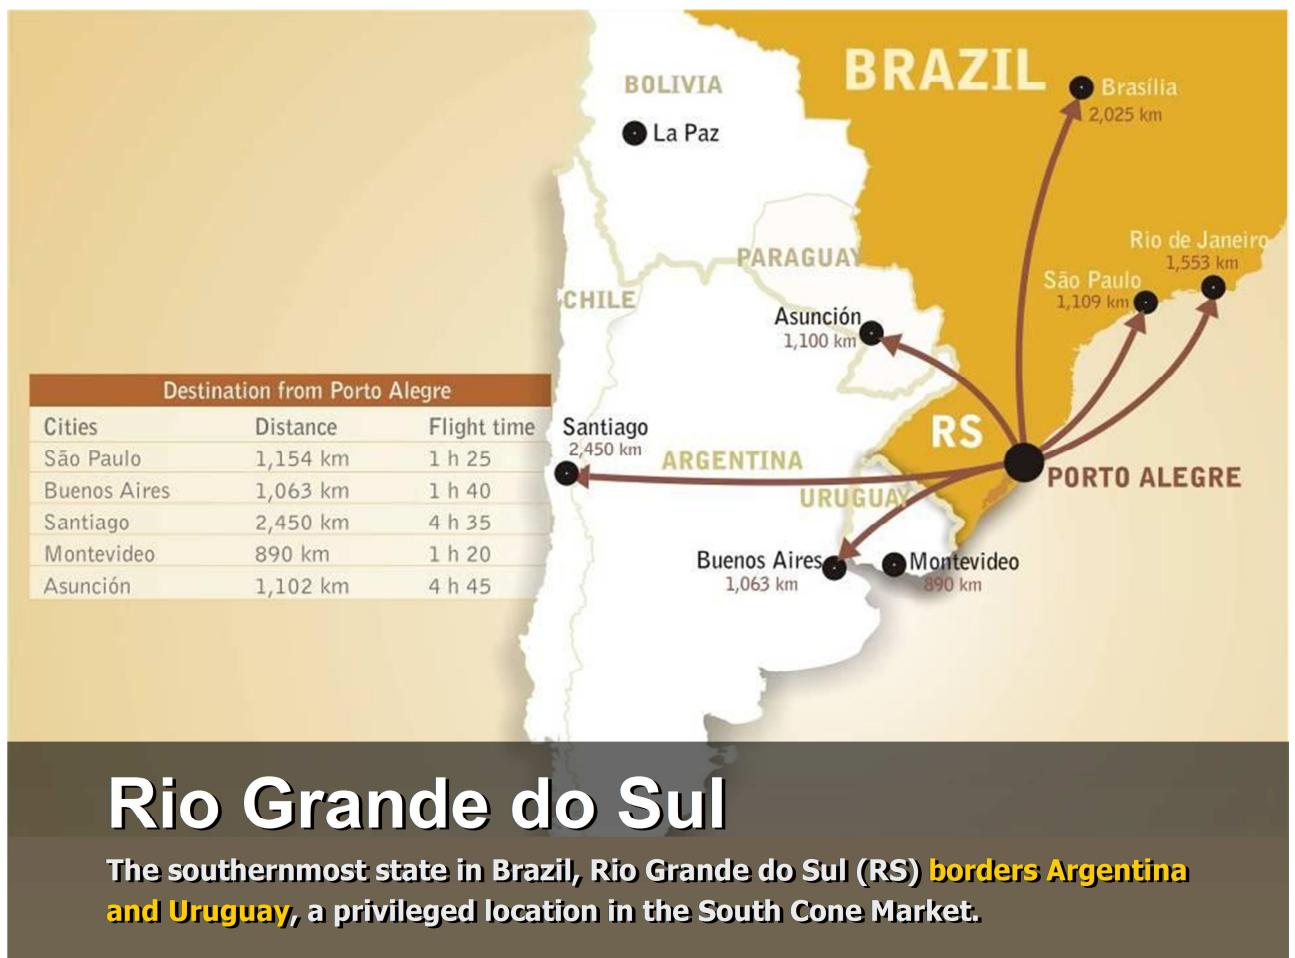 BRAZIL
Brasília
2,025 km
BOLIVIA
La Paz
PARAGUAY
Rio de Janeiro
1,553 km
São Paulo
1,109 km
CHILE
Asunción
1,100 km
Destination from Porto Alegre
Cities Distance Flight time
São Paulo 1,154 km 1 h 25
Buenos Aires 1,063 km 1 h 40
Santiago 2,450 km 4 h 35
Montevideo 890 km 1 h 20
Asunción 1,102 km 4 h 45
Santiago
2,450 km
ARGENTINA
RS
PORTO ALEGRE
URUGUAY
Buenos Aires
1,063 km
Montevideo
890 km
Rio Grande do Sul
The southernmost state in Brazil, Rio Grande do Sul (RS) borders Argentina
and Uruguay, a privileged location in the South Cone Market.